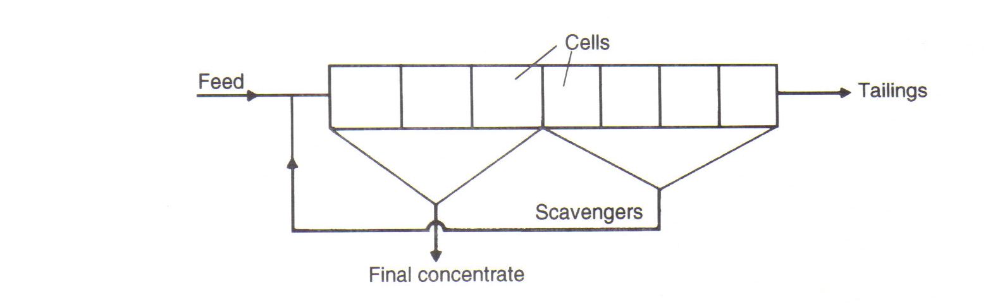 Cells
Feed
Tailings
Scavengers
Final concentrate